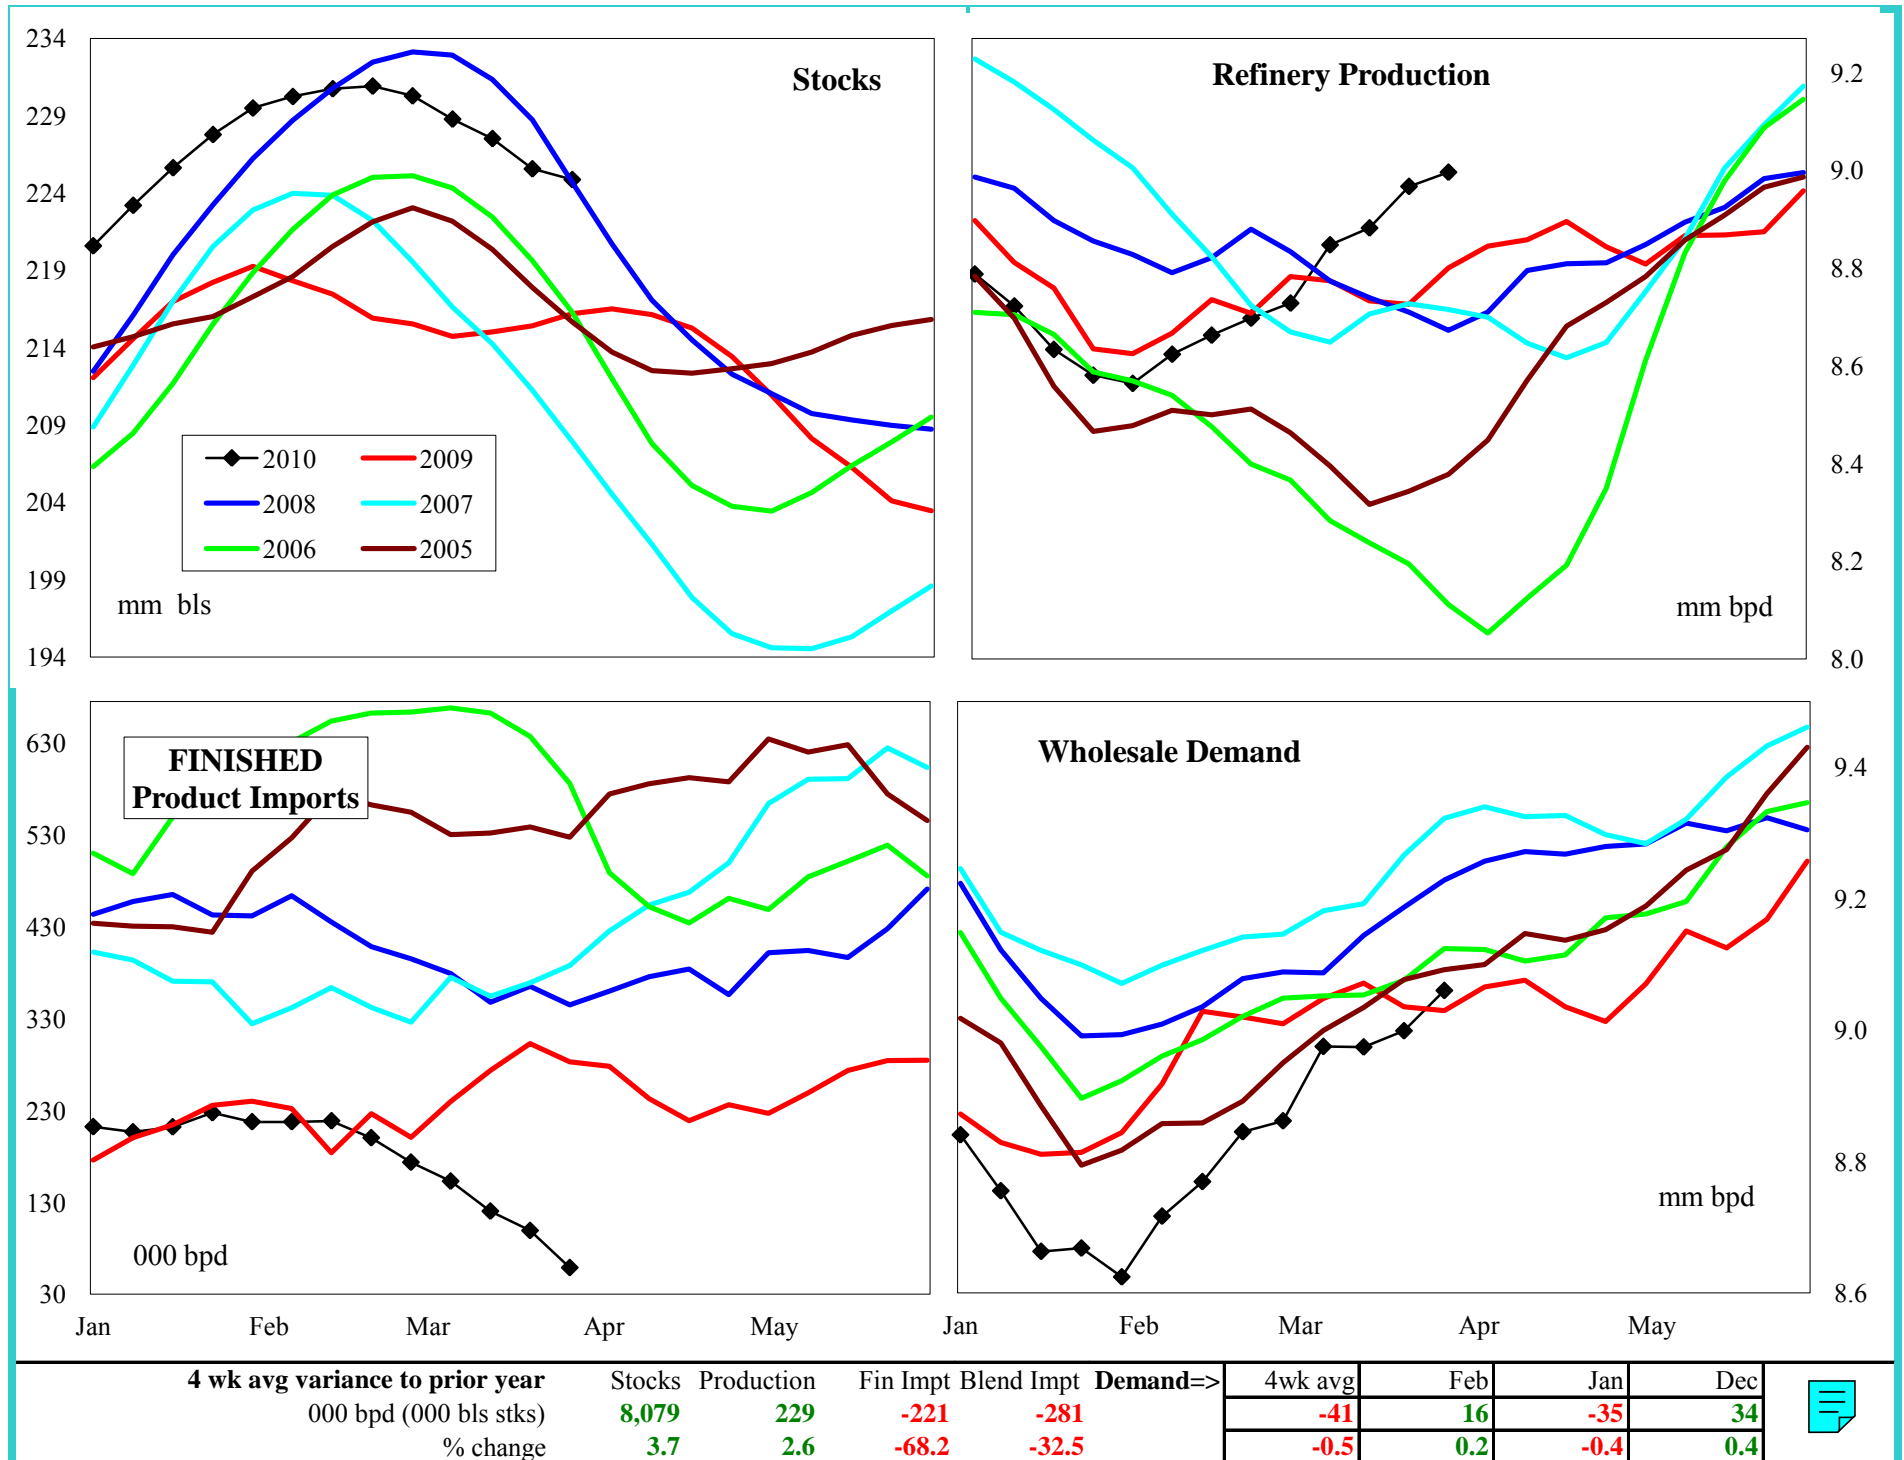 Stocks
234
229
224
219
214
209
204
199
194
2010 2009
2008 2007
2006 2005
mm bls
Refinery Production
9.2
9.0
8.8
8.6
8.4
8.2
8.0
mm bpd
FINISHED
Product Imports
630
530
430
330
230
130
30
000 bpd
Jan Feb Mar Apr May
Wholesale Demand
9.4
9.2
9.0
8.8
8.6
mm bpd
Jan Feb Mar Apr May
4 wk avg variance to prior year Stocks Production Fin Impt Blend Impt Demand=> 4wk avg Feb Jan Dec
000 bpd (000 bls stks) 8,079 229 -221 -281 -41 16 -35 34
% change 3.7 2.6 -68.2 -32.5 -0.5 0.2 -0.4 0.4